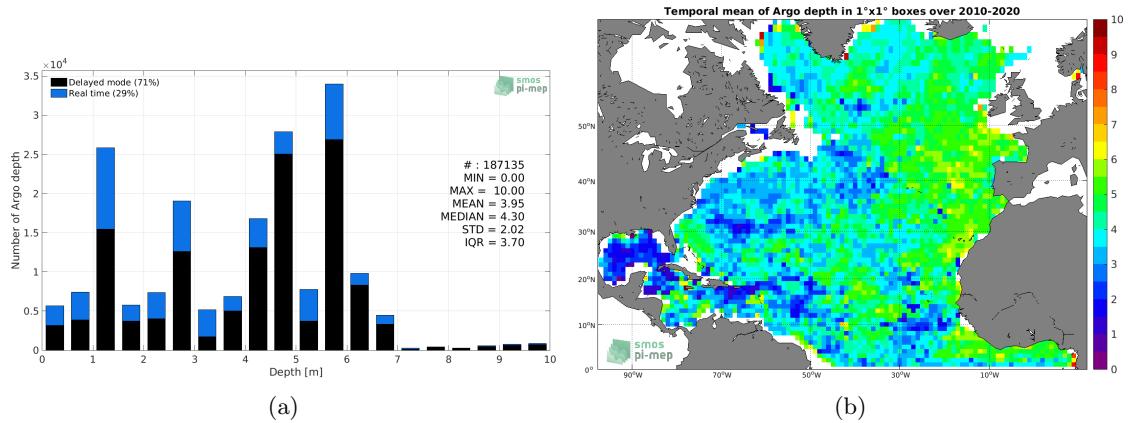 ×10⁴
3.5
3
2.5
2
1.5
1
0.5
0
Number of Argo depth
Delayed mode (71%)
Real time (29%)
smos
pi-mep
# : 187135
MIN = 0.00
MAX = 10.00
MEAN = 3.95
MEDIAN = 4.30
STD = 2.02
IQR = 3.70
0 1 2 3 4 5 6 7 8 9 10
Depth [m]
(a)
Temporal mean of Argo depth in 1°x1° boxes over 2010-2020
50°N
40°N
30°N
20°N
10°N
0°
90°W 70°W 50°W 30°W 10°W
smos
pi-mep
10
9
8
7
6
5
4
3
2
1
0
(b)